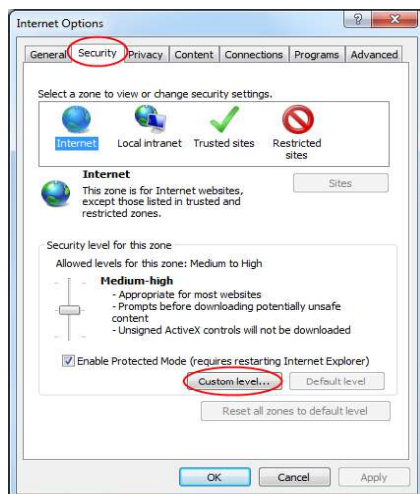 Internet Options
General Security Privacy Content Connections Programs Advanced
Select a zone to view or change security settings.
Internet Local intranet Trusted sites Restricted
sites
Internet
Sites
This zone is for Internet websites,
except those listed in trusted and
restricted zones.
Security level for this zone
Allowed levels for this zone: Medium to High
Medium-high
- Appropriate for most websites
- Prompts before downloading potentially unsafe
content
- Unsigned ActiveX controls will not be downloaded
Enable Protected Mode (requires restarting Internet Explorer)
Custom level... Default level
Reset all zones to default level
OK Cancel Apply